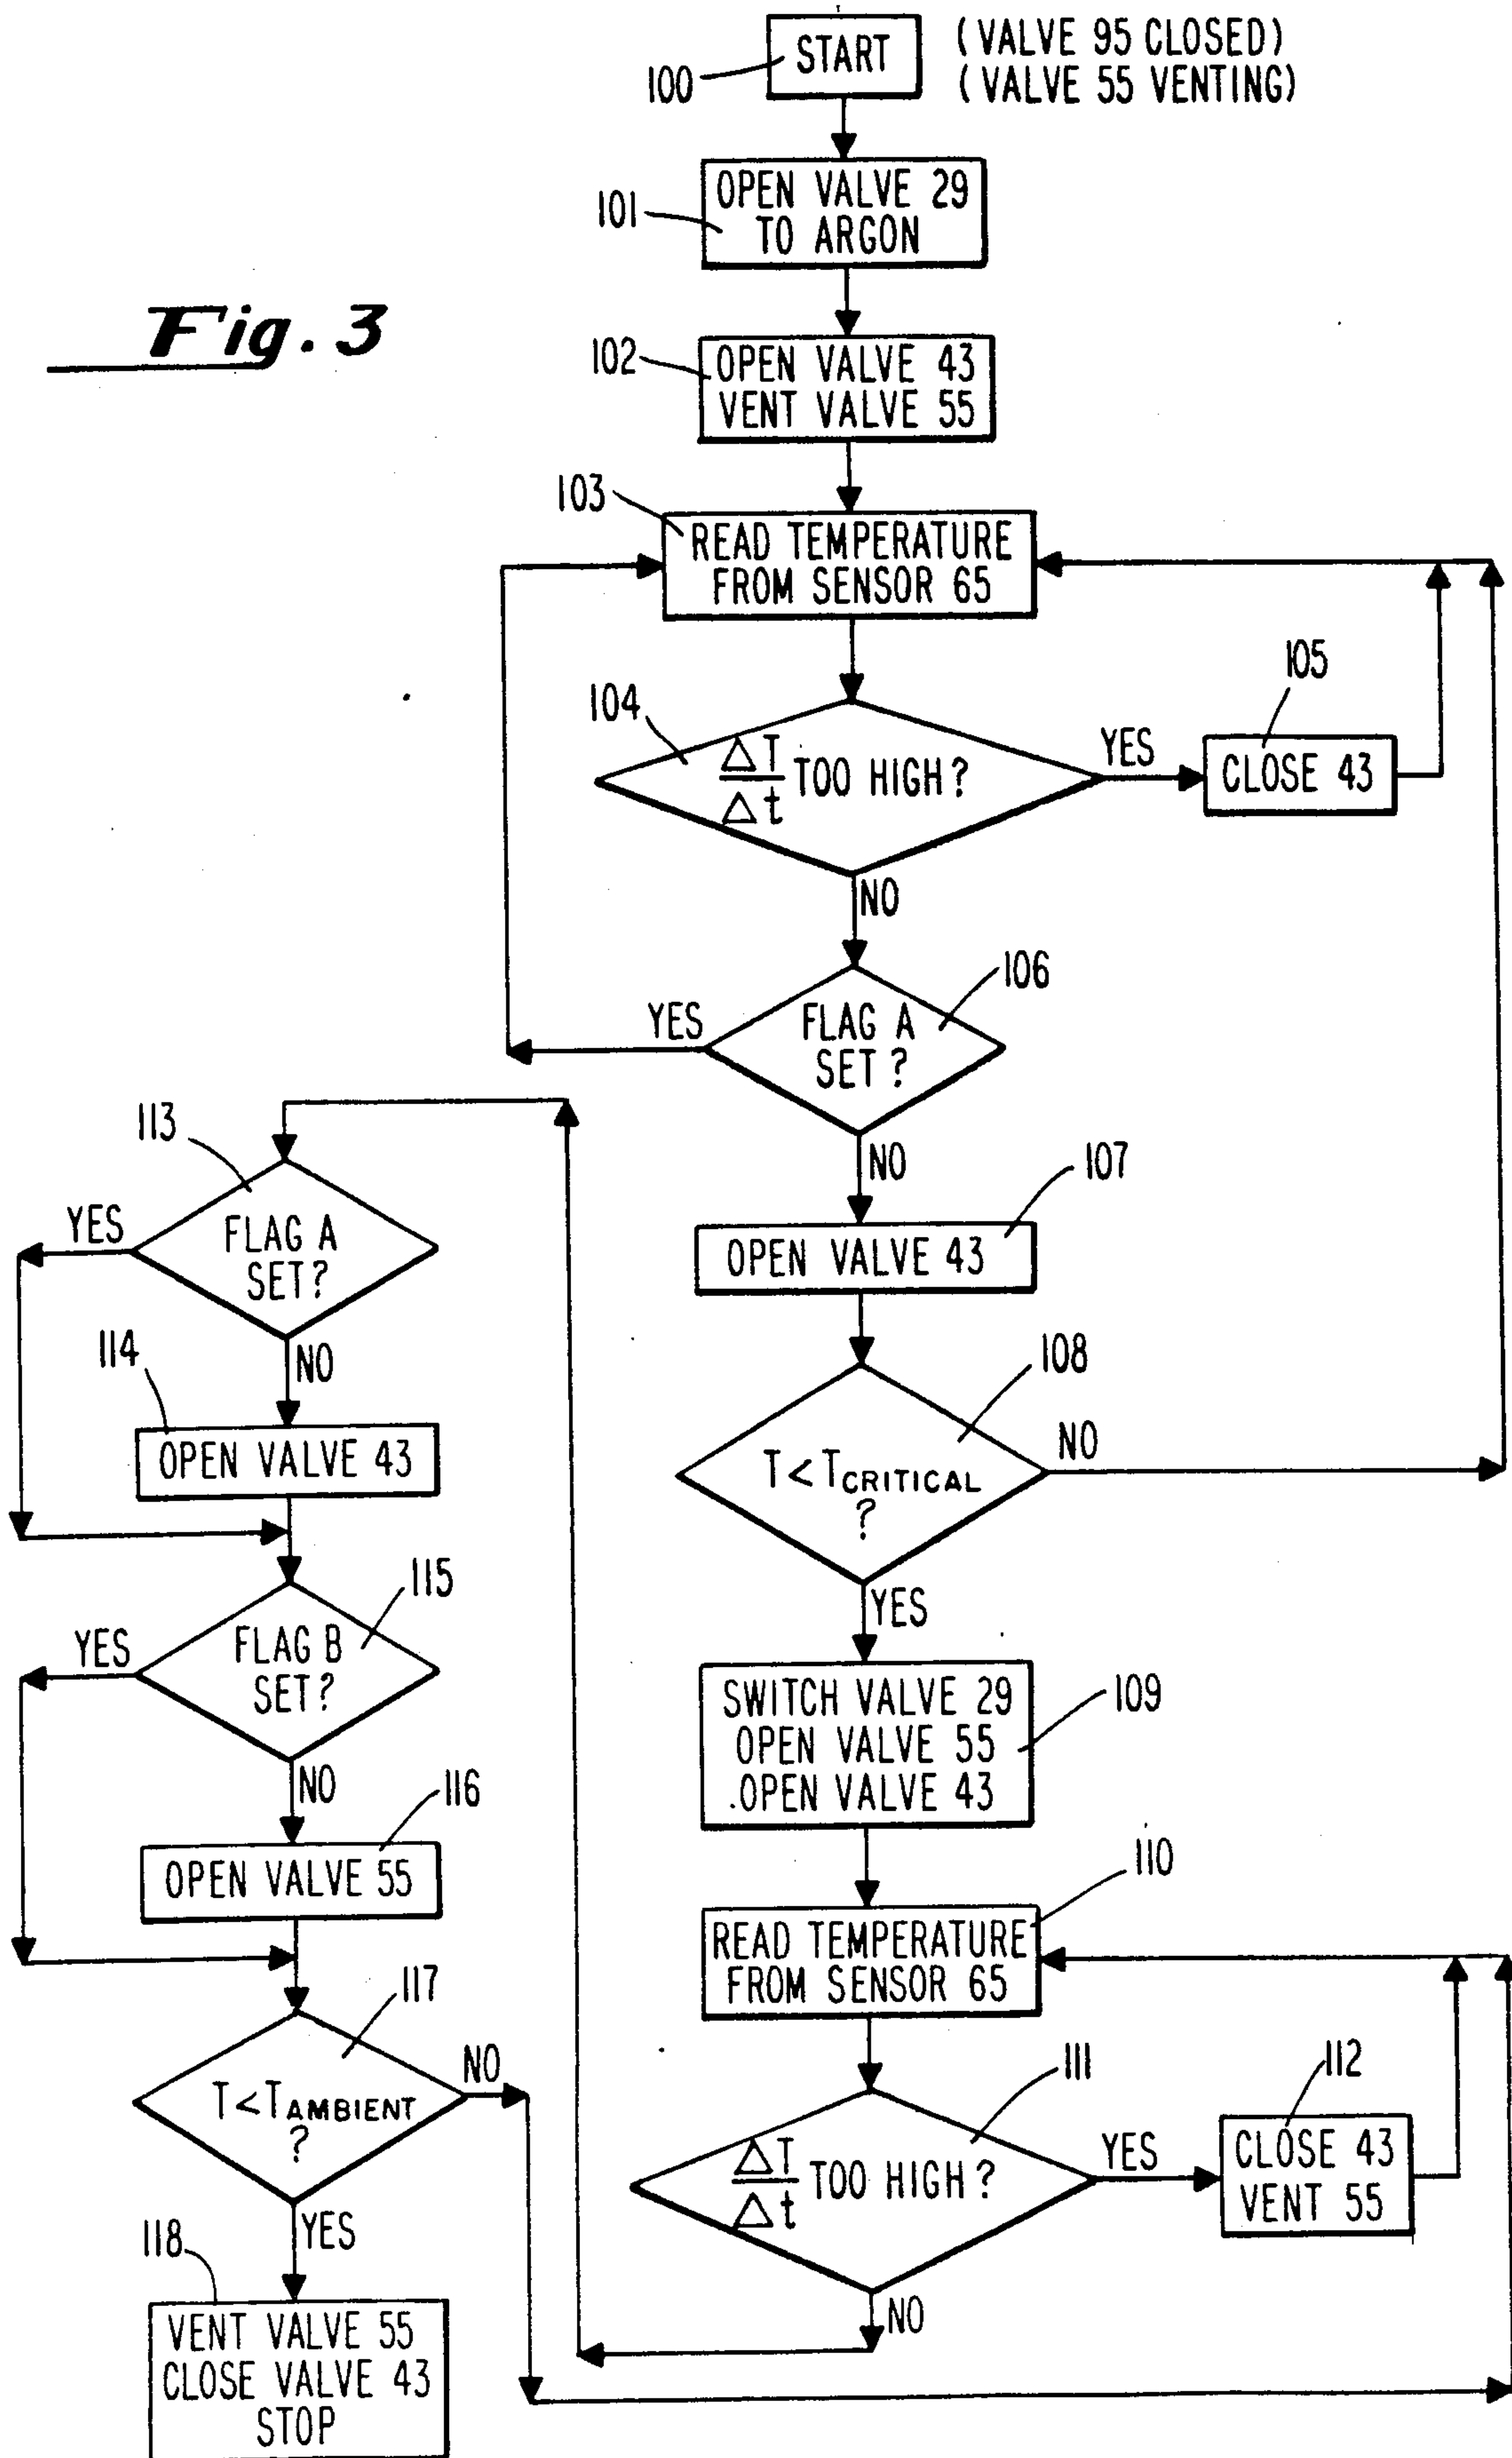 START
(VALVE 95 CLOSED)
(VALVE 55 VENTING)
100
OPEN VALVE 29
TO ARGON
101
Fig. 3
102
OPEN VALVE 43
VENT VALVE 55
103
READ TEMPERATURE
FROM SENSOR 65
104
ΔT
Δt
TOO HIGH?
YES
105
CLOSE 43
NO
106
FLAG A
SET?
YES
NO
107
OPEN VALVE 43
108
T < TCRITICAL
?
NO
YES
109
SWITCH VALVE 29
OPEN VALVE 55
OPEN VALVE 43
110
READ TEMPERATURE
FROM SENSOR 65
111
ΔT
Δt
TOO HIGH?
YES
112
CLOSE 43
VENT 55
NO
113
FLAG A
SET?
YES
NO
114
OPEN VALVE 43
115
FLAG B
SET?
YES
NO
116
OPEN VALVE 55
117
T < TAMBIENT
?
NO
YES
118
VENT VALVE 55
CLOSE VALVE 43
STOP